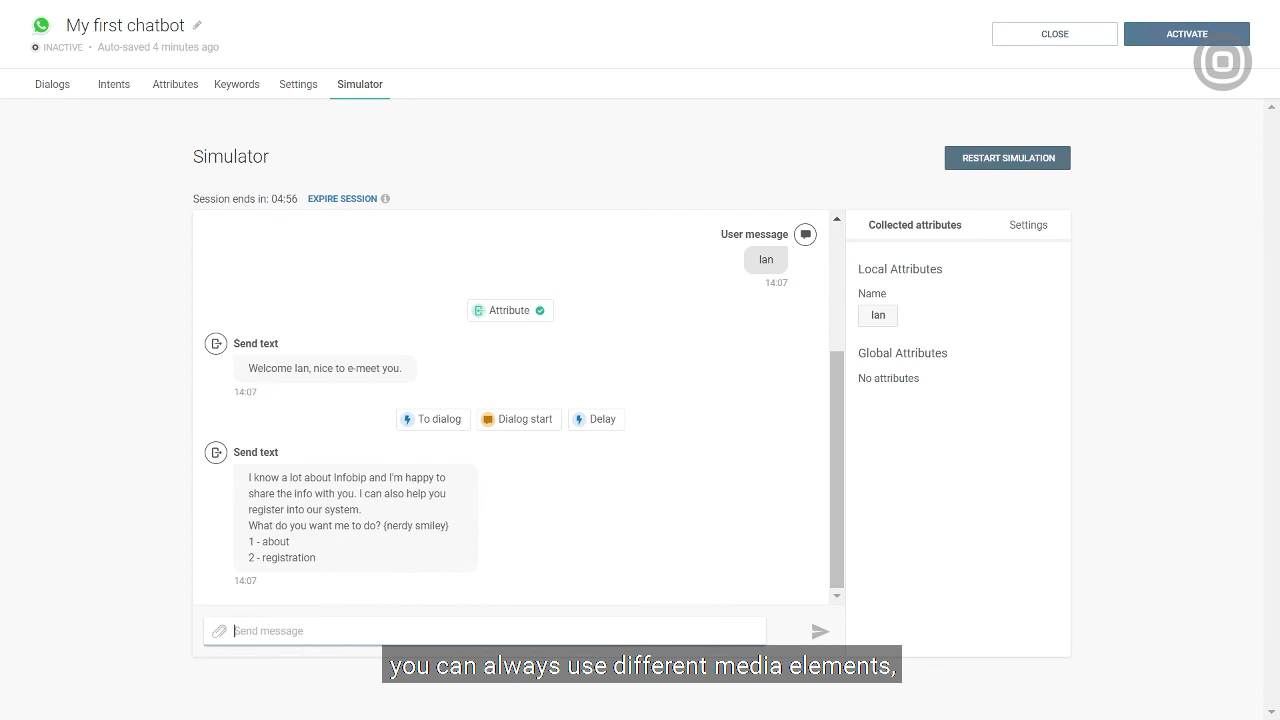 My first chatbot
INACTIVE • Auto-saved 4 minutes ago
CLOSE
ACTIVATE
Dialogs Intents Attributes Keywords Settings Simulator
Simulator
RESTART SIMULATION
Session ends in: 04:56 EXPIRE SESSION
User message
Ian
14:07
Attribute
Send text
Welcome Ian, nice to e-meet you.
14:07
To dialog Dialog start Delay
Send text
I know a lot about Infobip and I'm happy to
share the info with you. I can also help you
register into our system.
What do you want me to do? {nerdy smiley}
1 - about
2 - registration
14:07
Send message
Collected attributes Settings
Local Attributes
Name
Ian
Global Attributes
No attributes
you can always use different media elements,